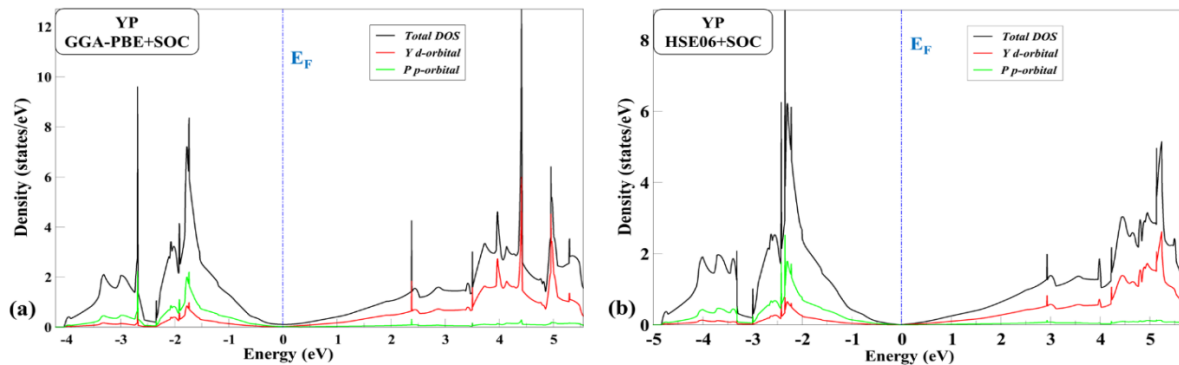 YP
GGA-PBE+SOC
E_F
Total DOS
Y d-orbital
P p-orbital
12
10
8
6
4
2
0
Density (states/eV)
(a)
-4 -3 -2 -1 0 1 2 3 4 5
Energy (eV)
YP
HSE06+SOC
E_F
Total DOS
Y d-orbital
P p-orbital
8
6
4
2
0
Density (states/eV)
(b)
-5 -4 -3 -2 -1 0 1 2 3 4 5
Energy (eV)